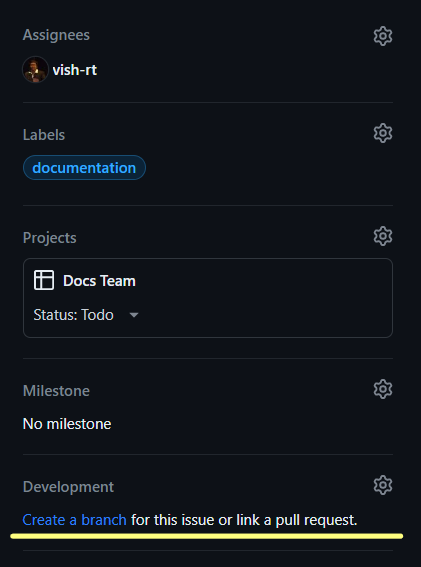 Assignees
vish-rt
Labels
documentation
Projects
Docs Team
Status: Todo
Milestone
No milestone
Development
Create a branch for this issue or link a pull request.